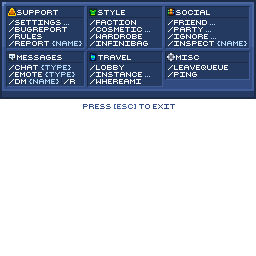 SUPPORT
/SETTINGS ...
/BUGREPORT
/RULES
/REPORT {NAME}
STYLE
/FACTION
/COSMETIC ...
/WARDROBE
/INFINIBAG
SOCIAL
/FRIEND ...
/PARTY ...
/IGNORE ...
/INSPECT {NAME}
MESSAGES
/CHAT {TYPE}
/EMOTE {TYPE}
/DM {NAME} /R
TRAVEL
/LOBBY
/INSTANCE ...
/WHEREAMI
MISC
/LEAVEQUEUE
/PING
PRESS [ESC] TO EXIT